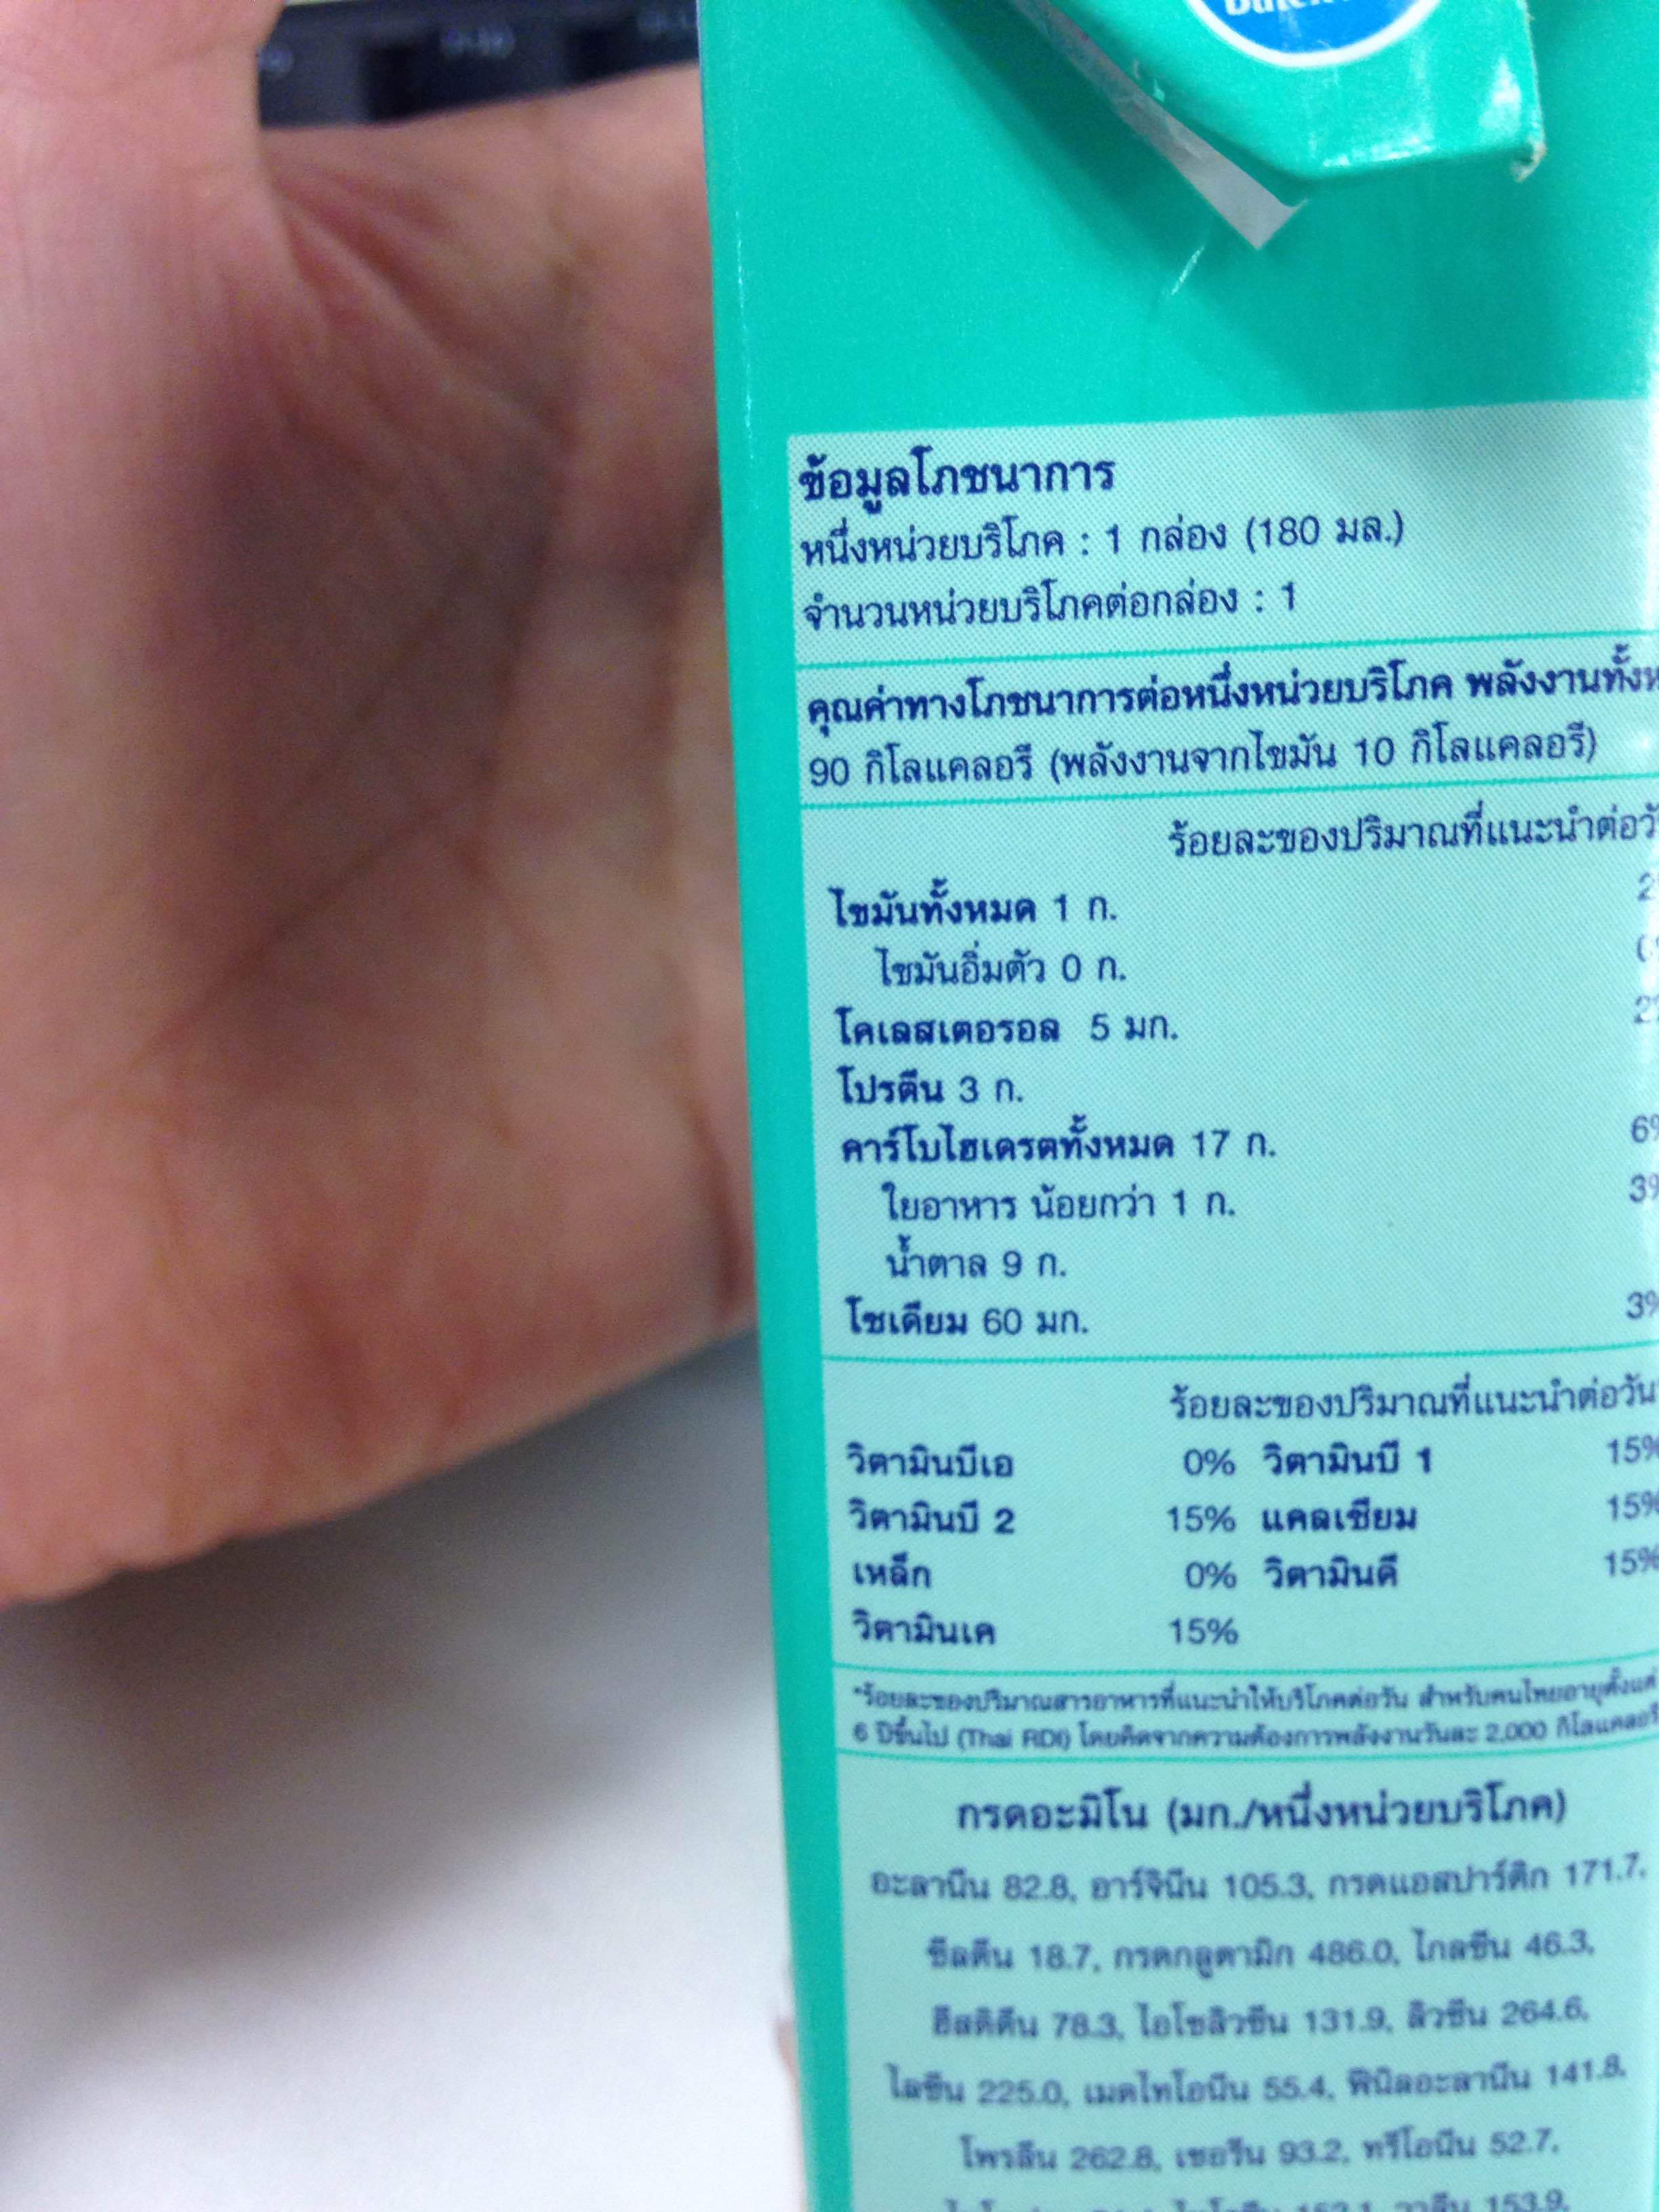 ข้อมูลโภชนาการ
หนึ่งหน่วยบริโภค : 1 กล่อง (180 มล.)
จำนวนหน่วยบริโภคต่อกล่อง : 1
คุณค่าทางโภชนาการต่อหนึ่งหน่วยบริโภค พลังงานทั้งห
90 กิโลแคลอรี (พลังงานจากไขมัน 10 กิโลแคลอรี)
ร้อยละของปริมาณที่แนะนำต่อวั
ไขมันทั้งหมด 1 ก. 2
ไขมันอิ่มตัว 0 ก.
โคเลสเตอรอล 5 มก. 2
โปรตีน 3 ก.
คาร์โบไฮเดรตทั้งหมด 17 ก. 6%
ใยอาหาร น้อยกว่า 1 ก. 3%
น้ำตาล 9 ก.
โซเดียม 60 มก. 3%
ร้อยละของปริมาณที่แนะนำต่อวัน
วิตามินบีเอ 0% วิตามินบี 1 15%
วิตามินบี 2 15% แคลเซียม 15%
เหล็ก 0% วิตามินดี 15%
วิตามินเค 15%
*ร้อยละของปริมาณสารอาหารที่แนะนำให้บริโภคต่อวัน สำหรับคนไทยอายุตั้งแต่
6 ปีขึ้นไป (Thai RDI) โดยคิดจากความต้องการพลังงานวันละ 2,000 กิโลแคลอรี
กรดอะมิโน (มก./หนึ่งหน่วยบริโภค)
อะลานีน 82.8, อาร์จินีน 105.3, กรดแอสปาร์ติก 171.7,
ซีสตีน 18.7, กรดกลูตามิก 486.0, ไกลซีน 46.3,
ฮีสติดีน 78.3, ไอโซลิวซีน 131.9, ลิวซีน 264.6,
ไลซีน 225.0, เมดไทโอนีน 55.4, ฟีนิลอะลานีน 141.8,
โพรลีน 262.8, เซอรีน 93.2, ทรีโอนีน 52.7,
วาลีน 153.9,